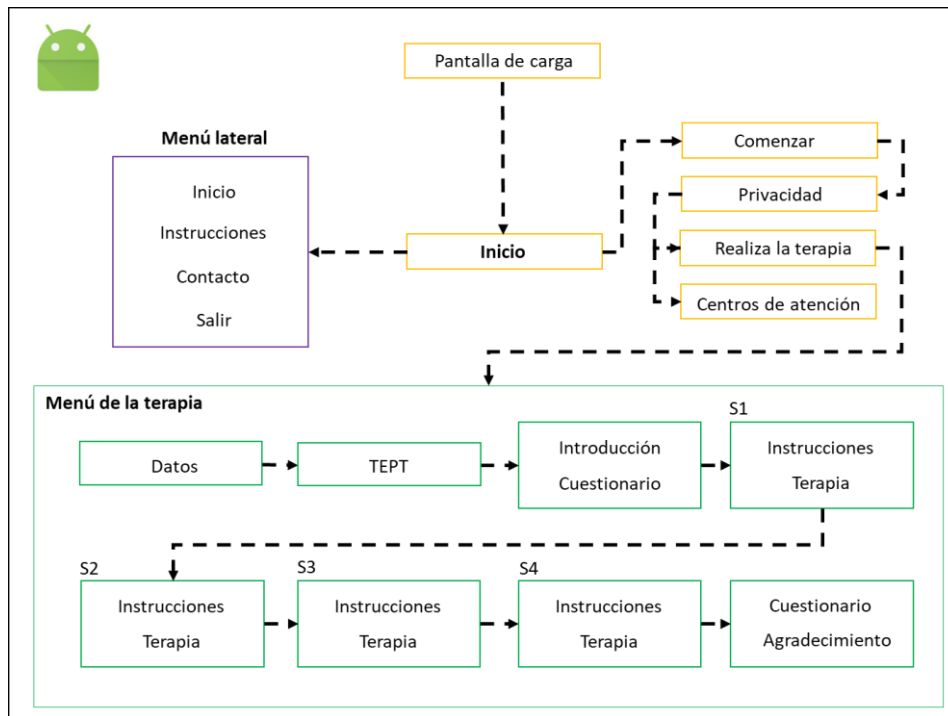 Pantalla de carga
Menú lateral
Inicio
Instrucciones
Contacto
Salir
Inicio
Comenzar
Privacidad
Realiza la terapia
Centros de atención
Menú de la terapia
Datos
TEPT
Introducción
Cuestionario
S1
Instrucciones
Terapia
S2
Instrucciones
Terapia
S3
Instrucciones
Terapia
S4
Instrucciones
Terapia
Cuestionario
Agradecimiento